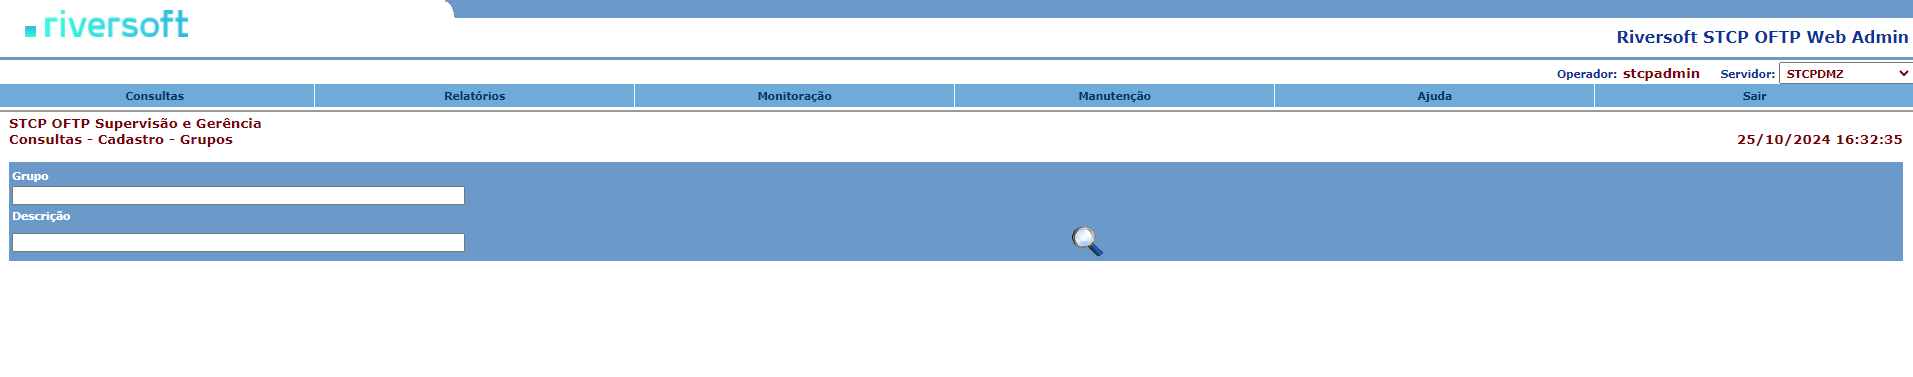 riversoft
Riversoft STCP OFTP Web Admin
Operador: stcpadmin Servidor: STCPDMZ
Consultas Relatórios Monitoração Manutenção Ajuda Sair
STCP OFTP Supervisão e Gerência
Consultas - Cadastro - Grupos 25/10/2024 16:32:35
Grupo
Descrição